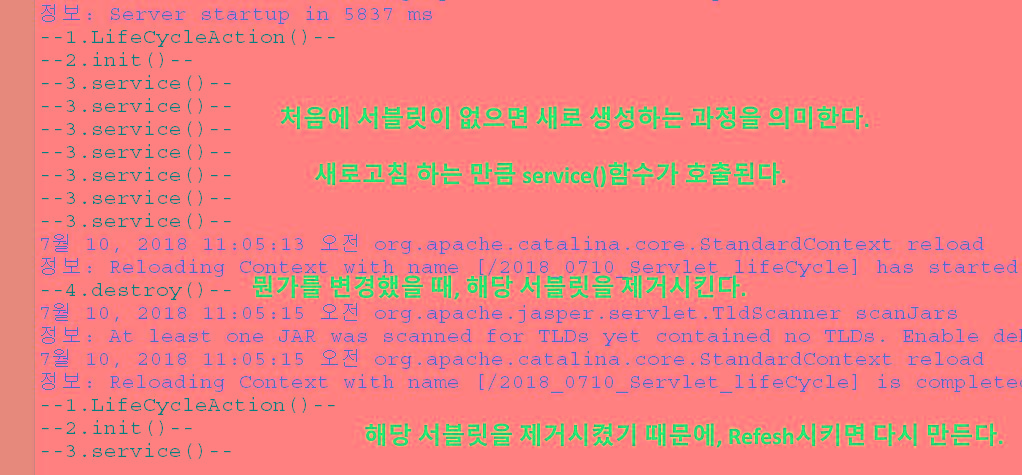 정보: Server startup in 5837 ms
--1.LifeCycleAction()--
--2.init()--
--3.service()--
--3.service()--
처음에 서블릿이 없으면 새로 생성하는 과정을 의미한다.
--3.service()--
--3.service()--
--3.service()--
새로고침 하는 만큼 service()함수가 호출된다.
--3.service()--
--3.service()--
7월 10, 2018 11:05:13 오전 org.apache.catalina.core.StandardContext reload
정보: Reloading Context with name [/2018_0710_Servlet_lifeCycle] has started
--4.destroy()-- 뭔가를 변경했을 때, 해당 서블릿을 제거시킨다.
7월 10, 2018 11:05:15 오전 org.apache.jasper.servlet.TldScanner scanJars
정보: At least one JAR was scanned for TLDs yet contained no TLDs. Enable
7월 10, 2018 11:05:15 오전 org.apache.catalina.core.StandardContext reload
정보: Reloading Context with name [/2018_0710_Servlet_lifeCycle] is completed
--1.LifeCycleAction()--
--2.init()--
해당 서블릿을 제거시켰기 때문에, Refesh시키면 다시 만든다.
--3.service()--